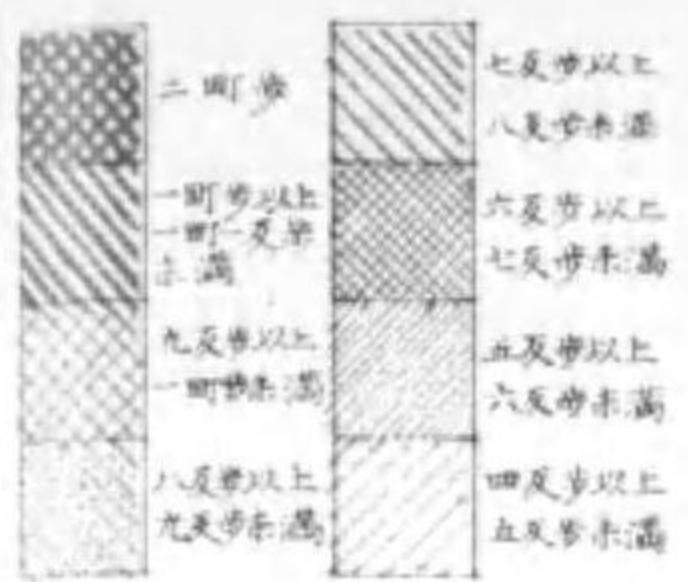 二町歩
一町歩以上
一町一反歩
未満
九反歩以上
一町歩未満
八反歩以上
九反歩未満
七反歩以上
八反歩未満
六反歩以上
七反歩未満
五反歩以上
六反歩未満
四反歩以上
五反歩未満